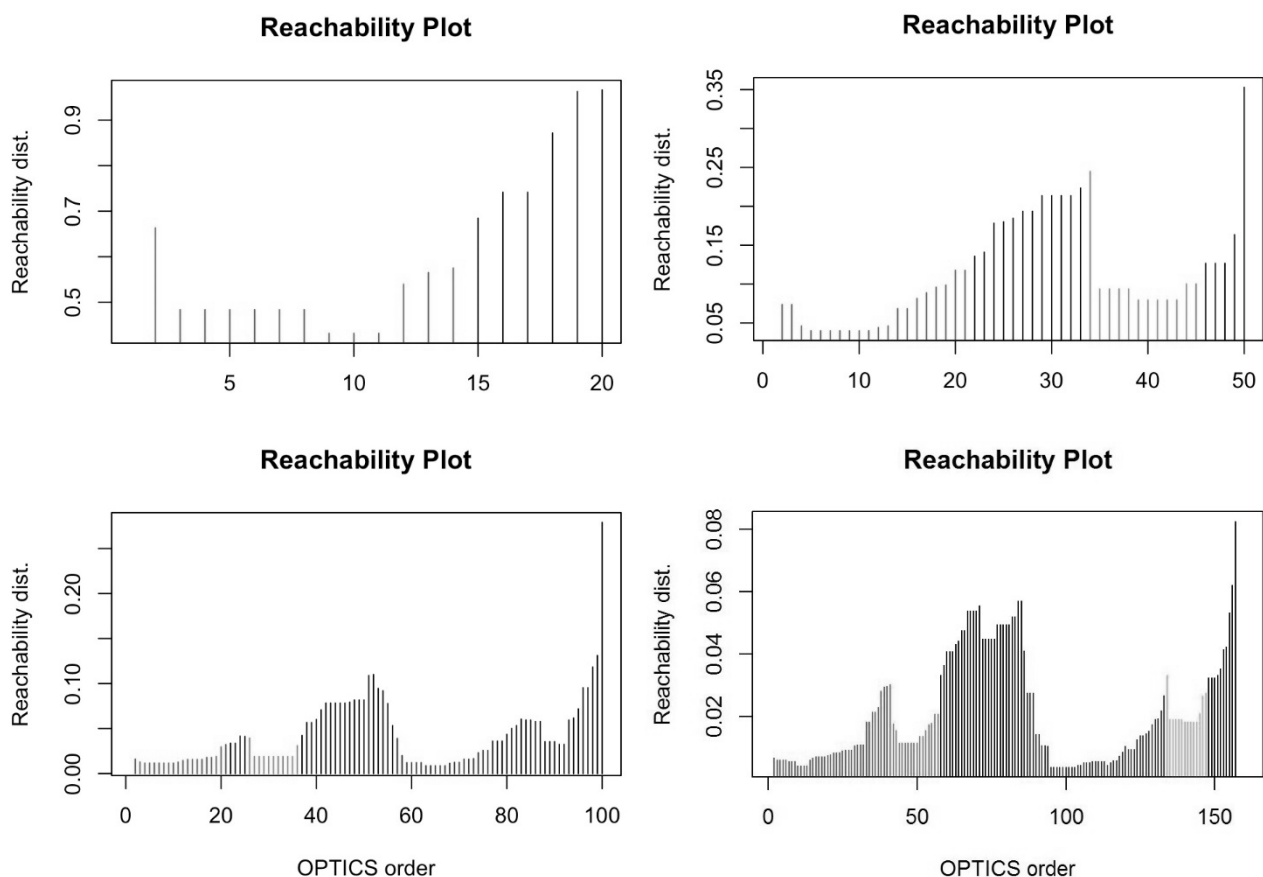 Reachability Plot
Reachability dist.
0.5 0.7 0.9
5 10 15 20
Reachability Plot
Reachability dist.
0.05 0.15 0.25 0.35
0 10 20 30 40 50
Reachability Plot
Reachability dist.
0.00 0.10 0.20
0 20 40 60 80 100
OPTICS order
Reachability Plot
Reachability dist.
0.02 0.04 0.06 0.08
0 50 100 150
OPTICS order